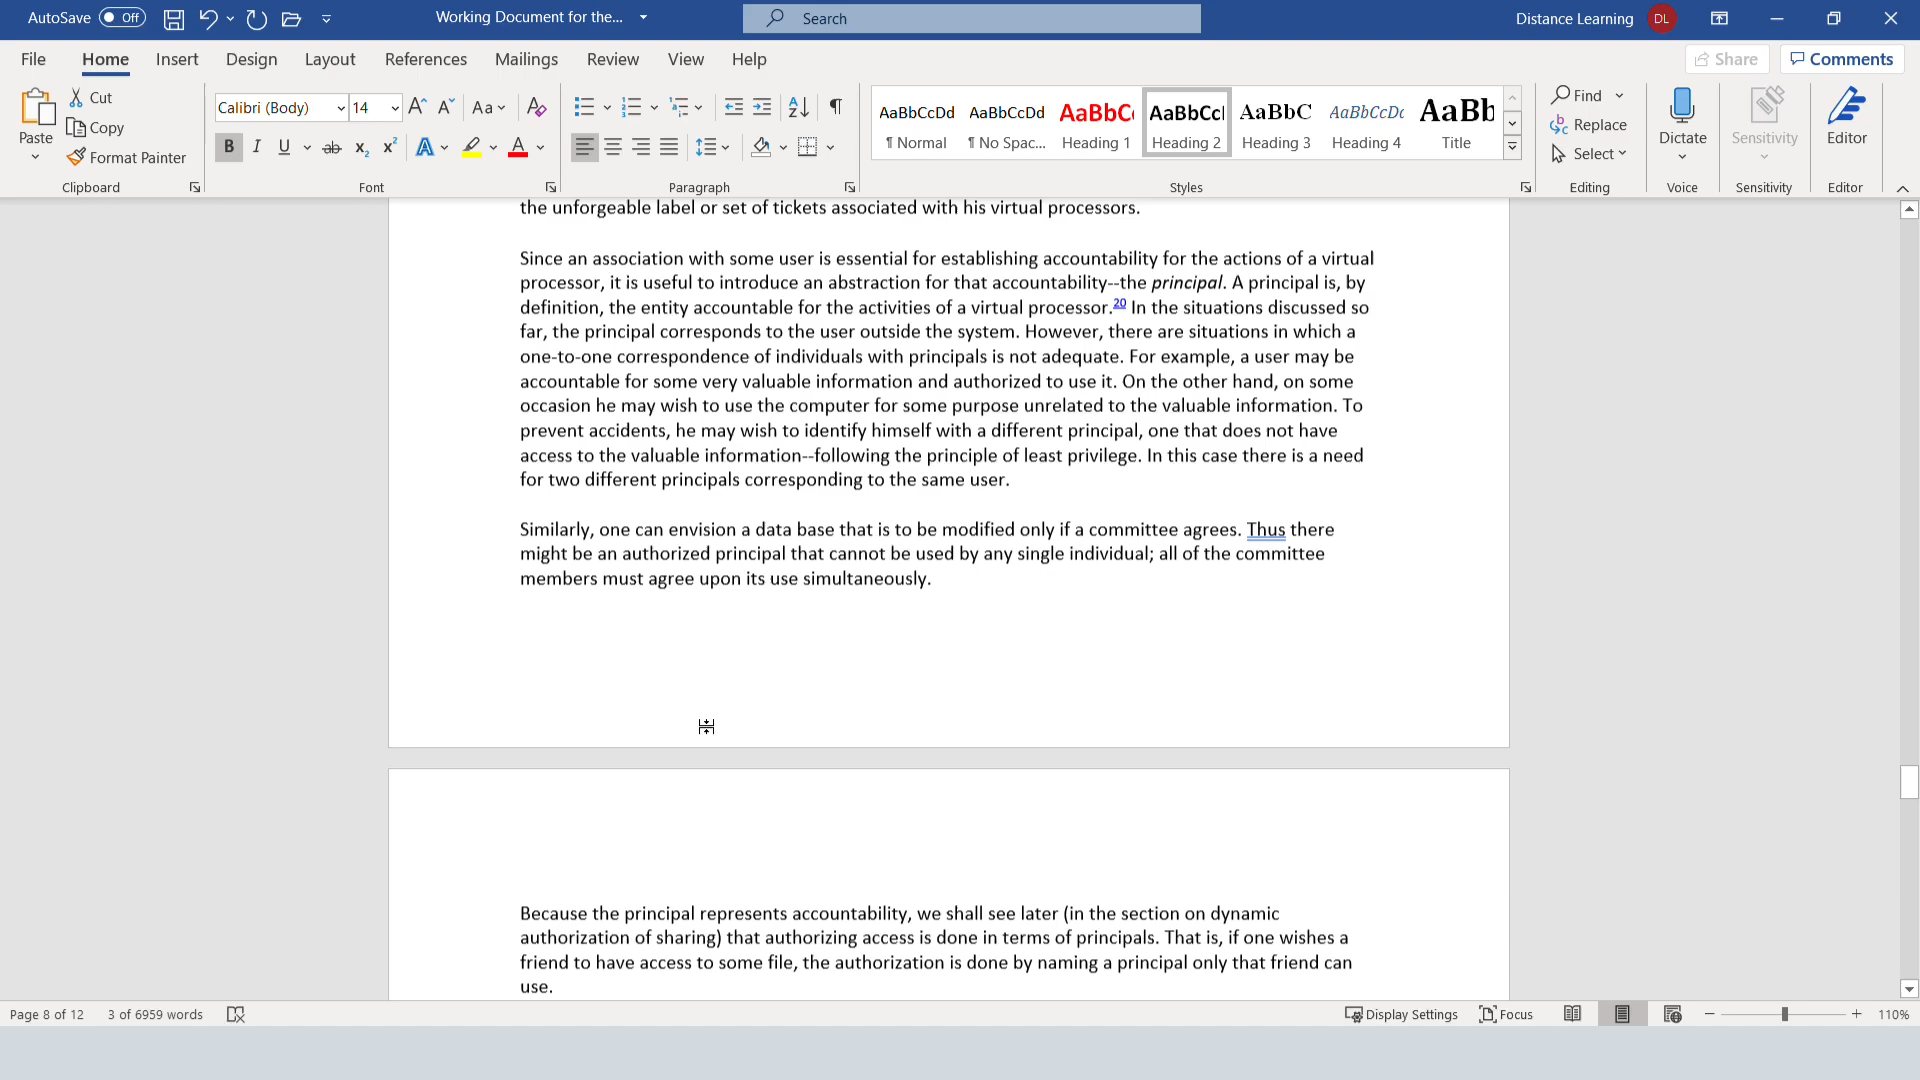 AutoSave Off Working Document for the... Search Distance Learning DL
File Home Insert Design Layout References Mailings Review View Help Share Comments
Paste Cut Copy Format Painter Clipboard
Calibri (Body) 14 Aa Font
Paragraph
AaBbCcDd AaBbCcDd AaBbC AaBbCcl AaBbC AaBbCcDc AaBb
¶ Normal ¶ No Spac... Heading 1 Heading 2 Heading 3 Heading 4 Title
Styles
Find Replace Select Editing
Dictate Voice
Sensitivity Sensitivity
Editor Editor
the unforgeable label or set of tickets associated with his virtual processors.
Since an association with some user is essential for establishing accountability for the actions of a virtual
processor, it is useful to introduce an abstraction for that accountability--the principal. A principal is, by
definition, the entity accountable for the activities of a virtual processor.20 In the situations discussed so
far, the principal corresponds to the user outside the system. However, there are situations in which a
one-to-one correspondence of individuals with principals is not adequate. For example, a user may be
accountable for some very valuable information and authorized to use it. On the other hand, on some
occasion he may wish to use the computer for some purpose unrelated to the valuable information. To
prevent accidents, he may wish to identify himself with a different principal, one that does not have
access to the valuable information--following the principle of least privilege. In this case there is a need
for two different principals corresponding to the same user.
Similarly, one can envision a data base that is to be modified only if a committee agrees. Thus there
might be an authorized principal that cannot be used by any single individual; all of the committee
members must agree upon its use simultaneously.
Because the principal represents accountability, we shall see later (in the section on dynamic
authorization of sharing) that authorizing access is done in terms of principals. That is, if one wishes a
friend to have access to some file, the authorization is done by naming a principal only that friend can
use.
Page 8 of 12 3 of 6959 words Display Settings Focus 110%